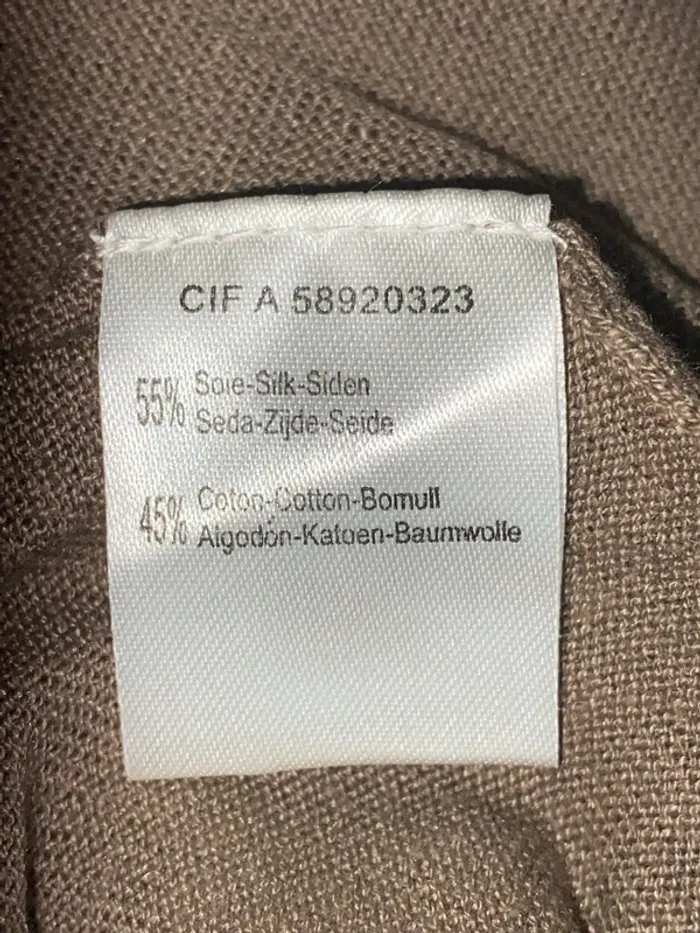 CIF A 58920323
55% Soie-Silk-Siden
Seda-Zijde-Seide
45% Coton-Cotton-Bomull
Algodón-Katoen-Baumwolle